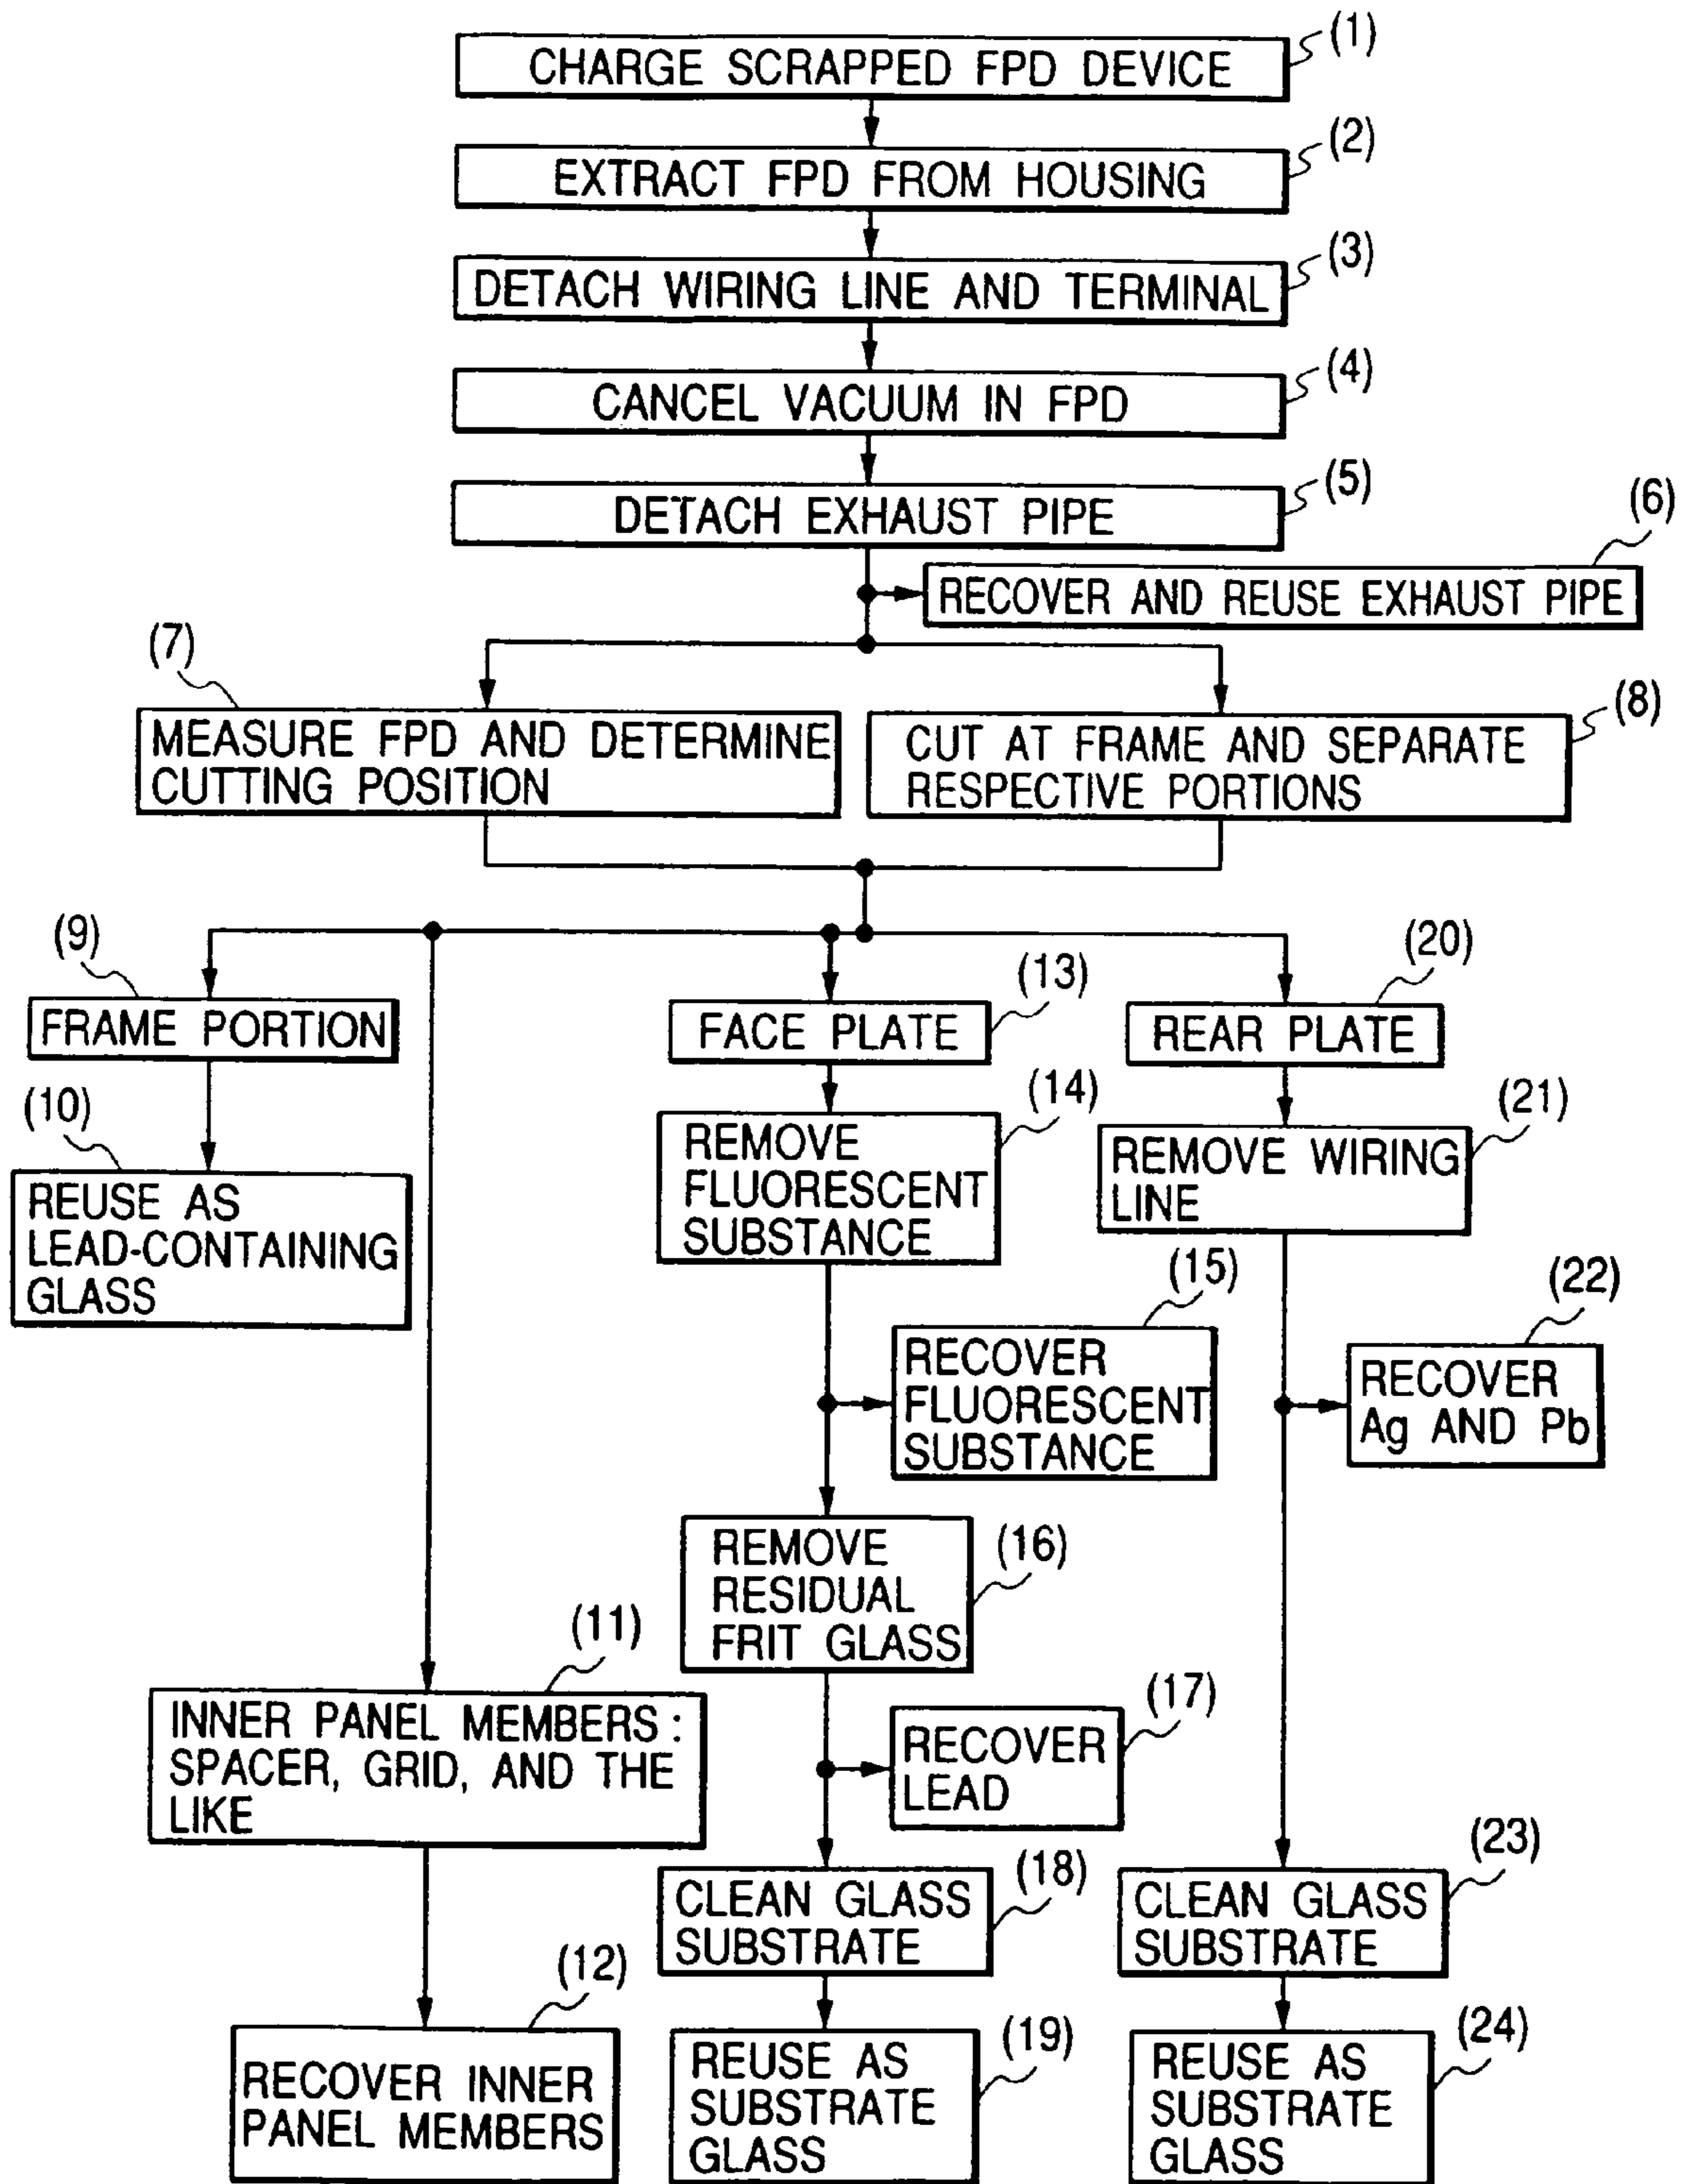 (1)
CHARGE SCRAPPED FPD DEVICE
(2)
EXTRACT FPD FROM HOUSING
(3)
DETACH WIRING LINE AND TERMINAL
(4)
CANCEL VACUUM IN FPD
(5)
DETACH EXHAUST PIPE
(6)
RECOVER AND REUSE EXHAUST PIPE
(7)
MEASURE FPD AND DETERMINE
CUTTING POSITION
(8)
CUT AT FRAME AND SEPARATE
RESPECTIVE PORTIONS
(9)
FRAME PORTION
(10)
REUSE AS
LEAD-CONTAINING
GLASS
(11)
INNER PANEL MEMBERS :
SPACER, GRID, AND THE
LIKE
(12)
RECOVER INNER
PANEL MEMBERS
(13)
FACE PLATE
(14)
REMOVE
FLUORESCENT
SUBSTANCE
(15)
RECOVER
FLUORESCENT
SUBSTANCE
(16)
REMOVE
RESIDUAL
FRIT GLASS
(17)
RECOVER
LEAD
(18)
CLEAN GLASS
SUBSTRATE
(19)
REUSE AS
SUBSTRATE
GLASS
(20)
REAR PLATE
(21)
REMOVE WIRING
LINE
(22)
RECOVER
Ag AND Pb
(23)
CLEAN GLASS
SUBSTRATE
(24)
REUSE AS
SUBSTRATE
GLASS